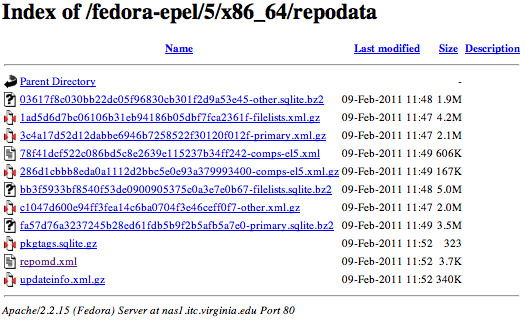 Index of /fedora-epel/5/x86_64/repodata
Name Last modified Size Description
Parent Directory -
03617f8c030bb22dc05f96830cb301f2d9a53e45-other.sqlite.bz2 09-Feb-2011 11:48 1.9M
1ad5d6d7bc06106b31eb94186b05dbf7fca2361f-filelists.xml.gz 09-Feb-2011 11:47 4.2M
3c4a17d52d12dabbe6946b7258522f30120f012f-primary.xml.gz 09-Feb-2011 11:47 2.1M
78f41dcf522c086bd5c8e2639e115237b34ff242-comps-el5.xml 09-Feb-2011 11:49 606K
286d1cbbb8eda0a1112d2bbc5c0e93a379993400-comps-el5.xml.gz 09-Feb-2011 11:49 167K
bb3f5933bf8540f53de0900905375c0a3e7e0b67-filelists.sqlite.bz2 09-Feb-2011 11:48 5.0M
c1047d600e94ff3fea14c6ba0704f3e46ceff0f7-other.xml.gz 09-Feb-2011 11:47 2.0M
fa57d76a3237245b28ed61fdb5b9f2b5afb5a7e0-primary.sqlite.bz2 09-Feb-2011 11:49 3.5M
pkgtags.sqlite.gz 09-Feb-2011 11:52 323
repomd.xml 09-Feb-2011 11:52 3.7K
updateinfo.xml.gz 09-Feb-2011 11:52 340K
Apache/2.2.15 (Fedora) Server at nas1.itc.virginia.edu Port 80